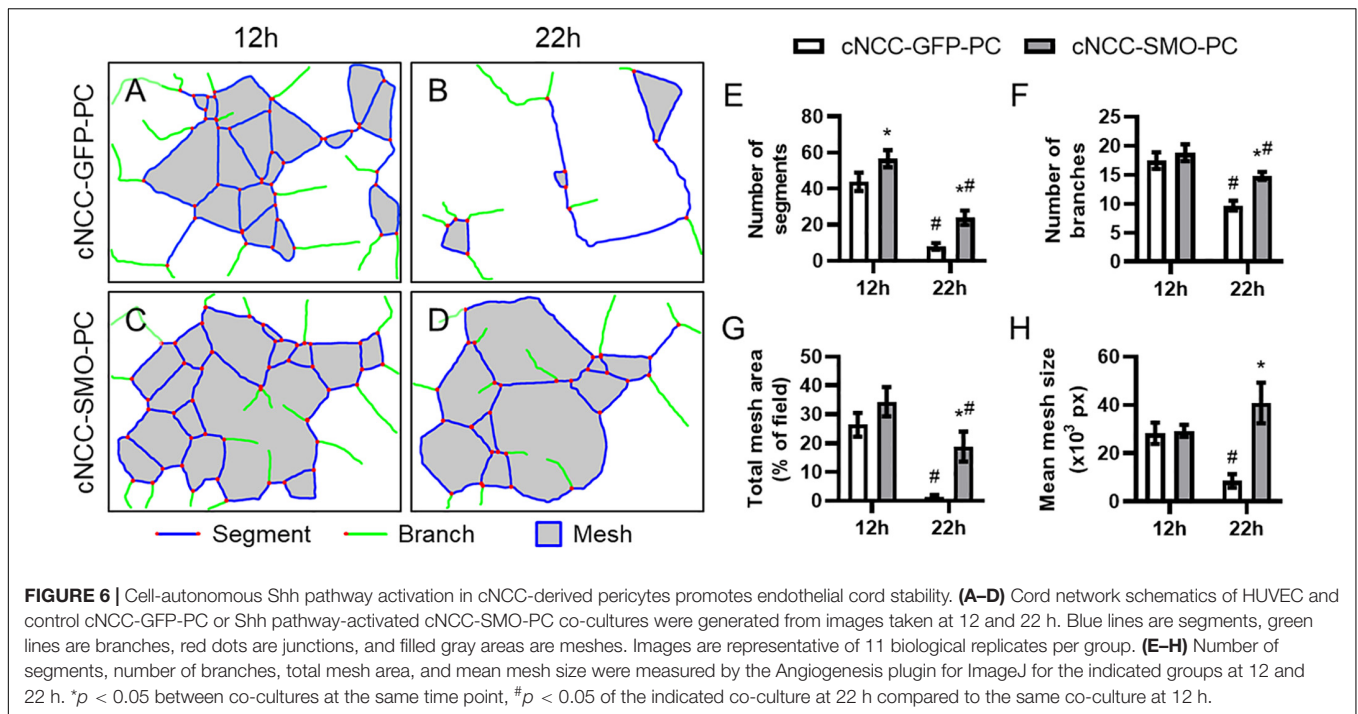 12h
22h
cNCC-GFP-PC
cNCC-SMO-PC
A
B
C
D
Segment
Branch
Mesh
cNCC-GFP-PC
cNCC-SMO-PC
E
Number of
segments
80
60
40
20
0
*
#
*#
12h
22h
F
Number of
branches
25
20
15
10
5
0
#
*#
12h
22h
G
Total mesh area
(% of field)
50
40
30
20
10
0
#
*#
12h
22h
H
Mean mesh size
(x10³ px)
60
40
20
0
#
*
12h
22h
FIGURE 6 | Cell-autonomous Shh pathway activation in cNCC-derived pericytes promotes endothelial cord stability. (A–D) Cord network schematics of HUVEC and
control cNCC-GFP-PC or Shh pathway-activated cNCC-SMO-PC co-cultures were generated from images taken at 12 and 22 h. Blue lines are segments, green
lines are branches, red dots are junctions, and filled gray areas are meshes. Images are representative of 11 biological replicates per group. (E–H) Number of
segments, number of branches, total mesh area, and mean mesh size were measured by the Angiogenesis plugin for ImageJ for the indicated groups at 12 and
22 h. *p < 0.05 between co-cultures at the same time point, #p < 0.05 of the indicated co-culture at 22 h compared to the same co-culture at 12 h.